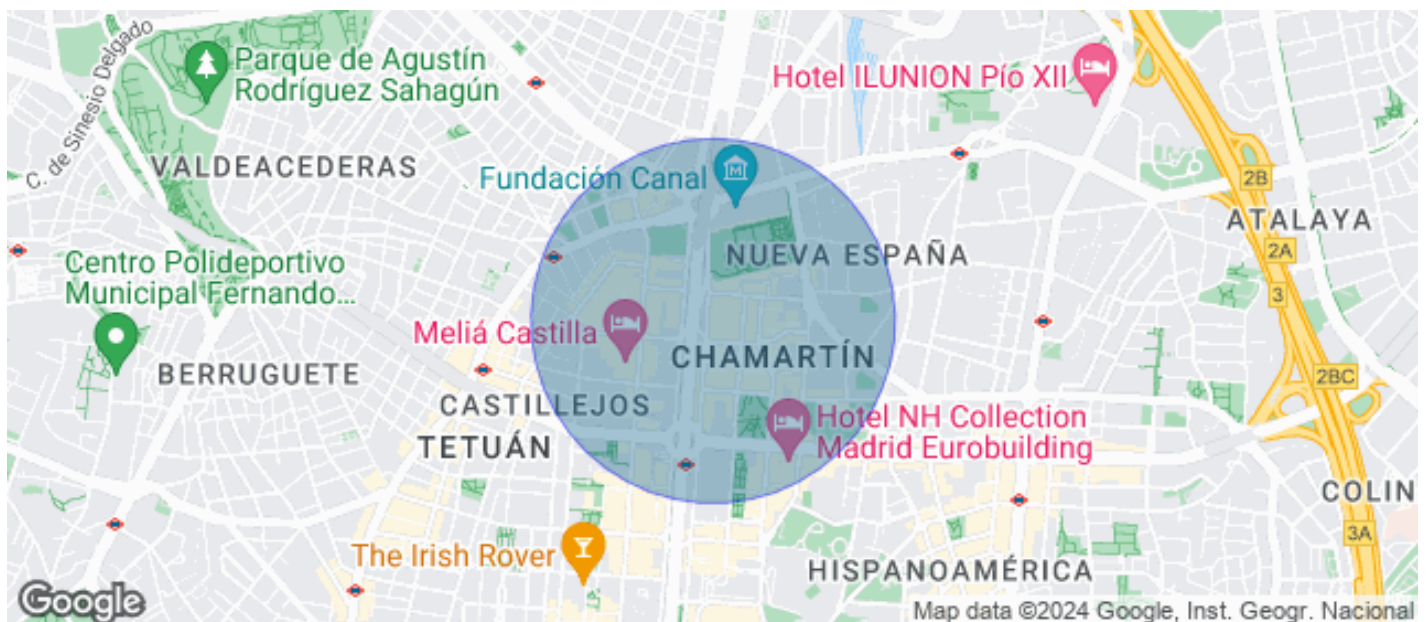 C. de Sinesio Delgado
Parque de Agustín
Rodríguez Sahagún
Hotel ILUNION Pío XII
VALDEACEDERAS
Fundación Canal
M
2B
ATALAYA
NUEVA ESPAÑA
2A
Centro Polideportivo
Municipal Fernando...
3
Meliá Castilla
CHAMARTÍN
BERRUGUETE
2BC
CASTILLEJOS
Hotel NH Collection
Madrid Eurobuilding
TETUÁN
COLIN
3A
The Irish Rover
HISPANOAMÉRICA
Google
Map data ©2024 Google, Inst. Geogr. Nacional